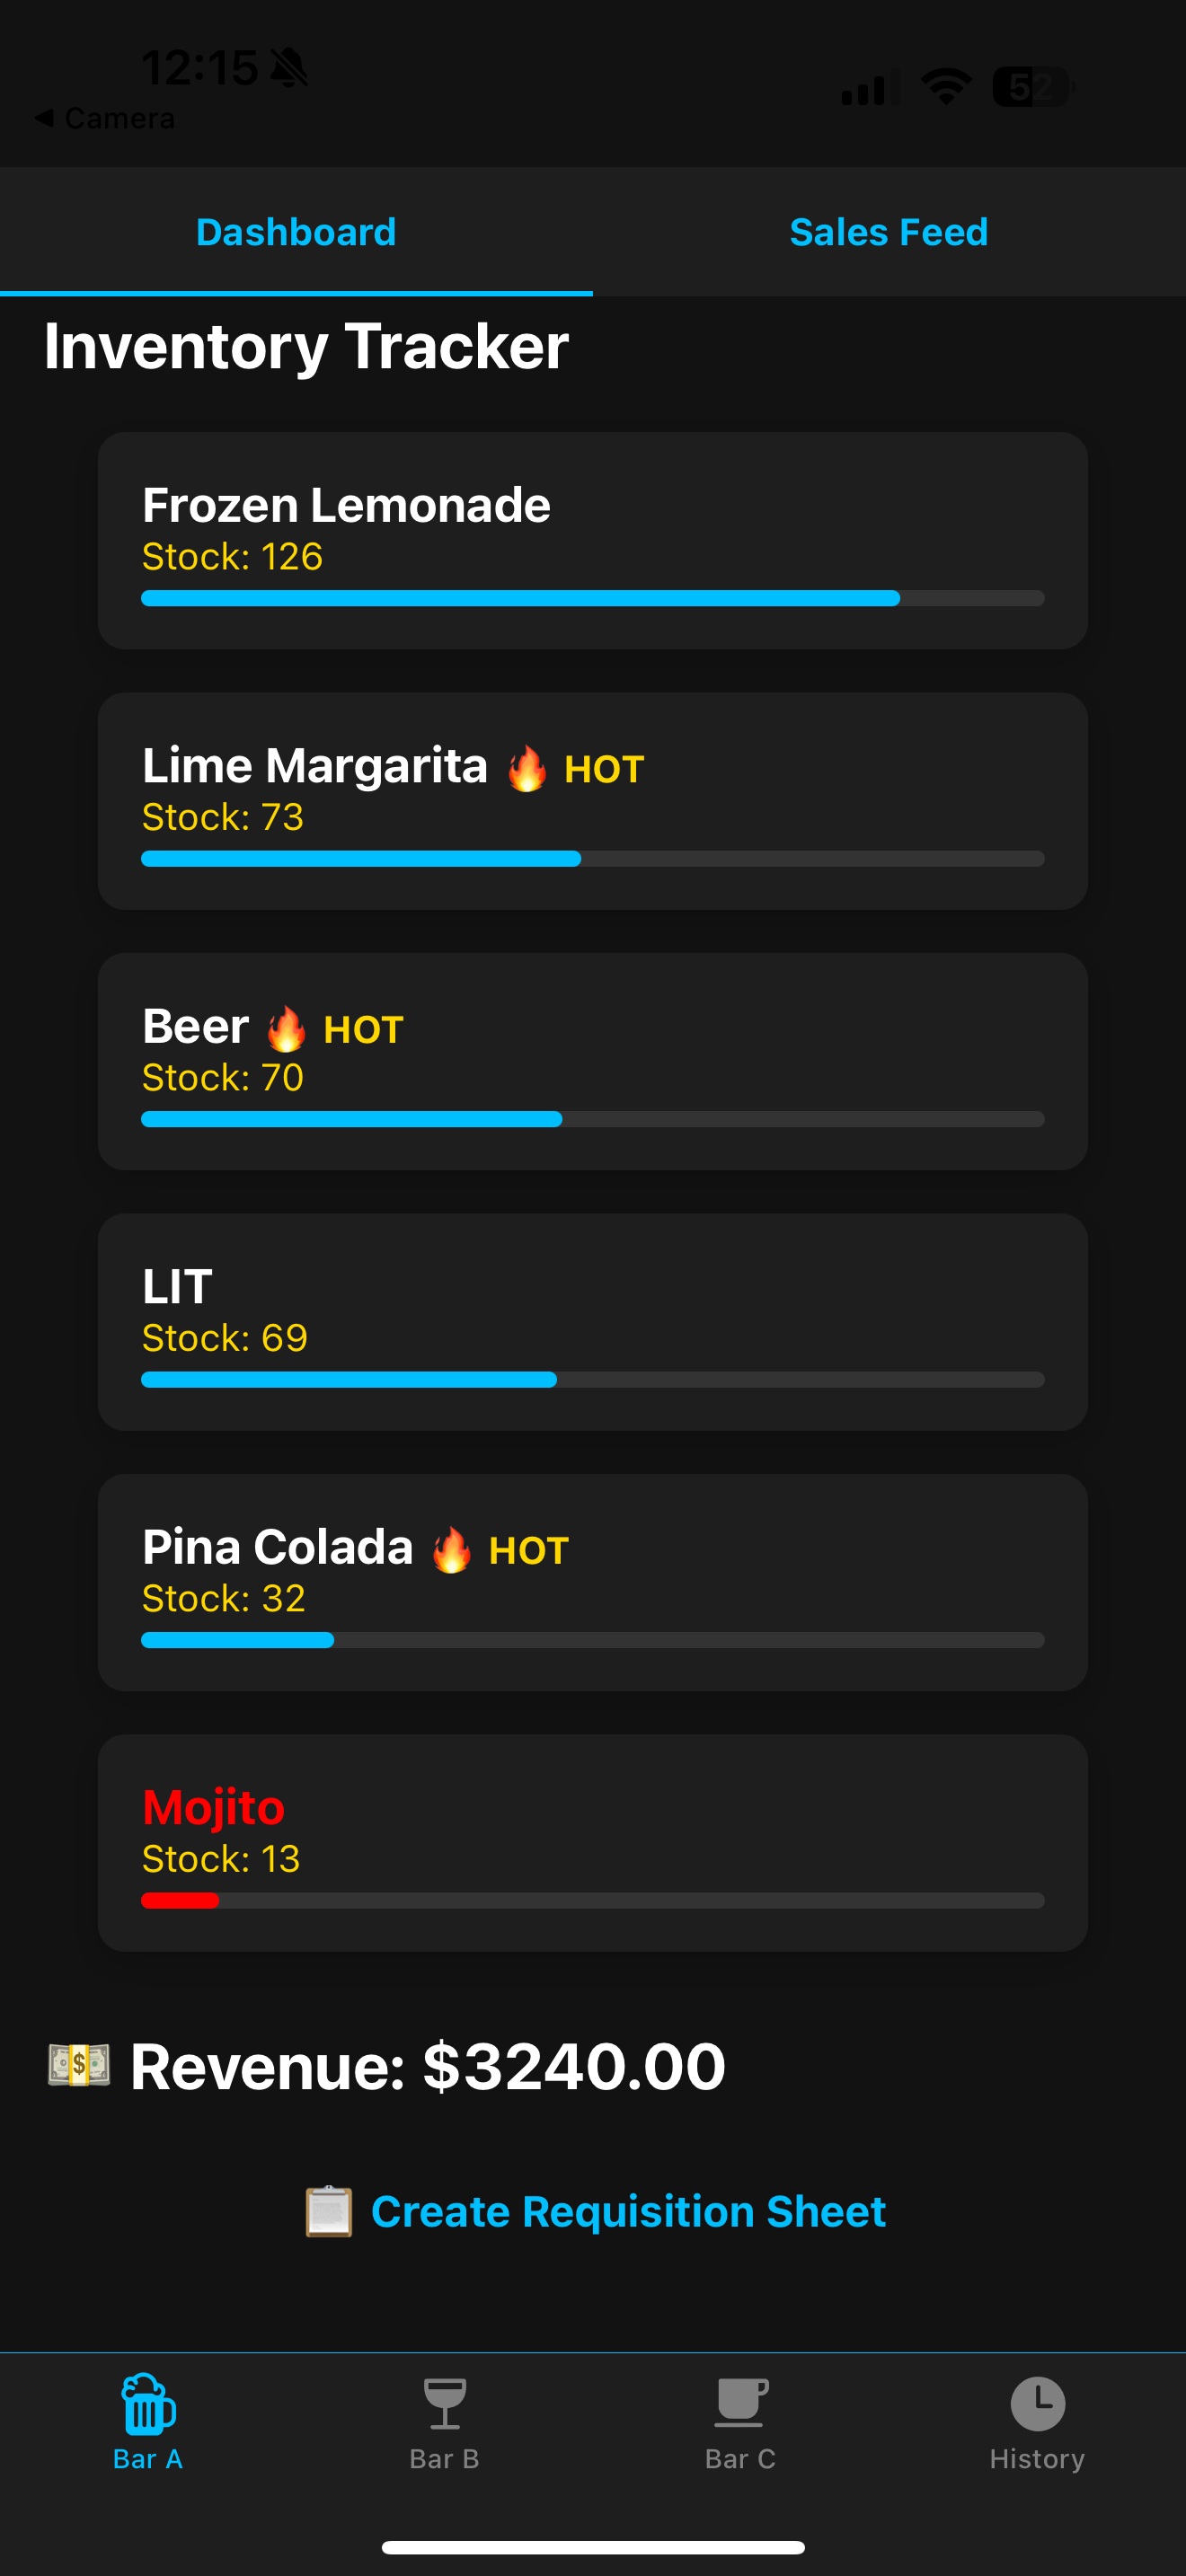 12:15
52
Camera
Dashboard
Sales Feed
Inventory Tracker
Frozen Lemonade
Stock: 126
Lime Margarita 🔥 HOT
Stock: 73
Beer 🔥 HOT
Stock: 70
LIT
Stock: 69
Pina Colada 🔥 HOT
Stock: 32
Mojito
Stock: 13
💵 Revenue: $3240.00
📋 Create Requisition Sheet
Bar A
Bar B
Bar C
History